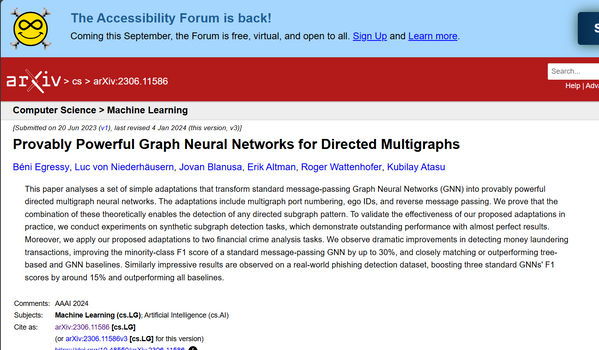 The Accessibility Forum is back!
Coming this September, the Forum is free, virtual, and open to all. Sign Up and Learn more.
S
arXiv > cs > arXiv:2306.11586
Search...
Help | Adva
Computer Science > Machine Learning
[Submitted on 20 Jun 2023 (v1), last revised 4 Jan 2024 (this version, v3)]
Provably Powerful Graph Neural Networks for Directed Multigraphs
Béni Egressy, Luc von Niederhäusern, Jovan Blanusa, Erik Altman, Roger Wattenhofer, Kubilay Atasu
This paper analyses a set of simple adaptations that transform standard message-passing Graph Neural Networks (GNN) into provably powerful
directed multigraph neural networks. The adaptations include multigraph port numbering, ego IDs, and reverse message passing. We prove that the
combination of these theoretically enables the detection of any directed subgraph pattern. To validate the effectiveness of our proposed adaptations in
practice, we conduct experiments on synthetic subgraph detection tasks, which demonstrate outstanding performance with almost perfect results.
Moreover, we apply our proposed adaptations to two financial crime analysis tasks. We observe dramatic improvements in detecting money laundering
transactions, improving the minority-class F1 score of a standard message-passing GNN by up to 30%, and closely matching or outperforming tree-
based and GNN baselines. Similarly impressive results are observed on a real-world phishing detection dataset, boosting three standard GNNs' F1
scores by around 15% and outperforming all baselines.
Comments: AAAI 2024
Subjects: Machine Learning (cs.LG); Artificial Intelligence (cs.AI)
Cite as: arXiv:2306.11586 [cs.LG]
(or arXiv:2306.11586v3 [cs.LG] for this version)